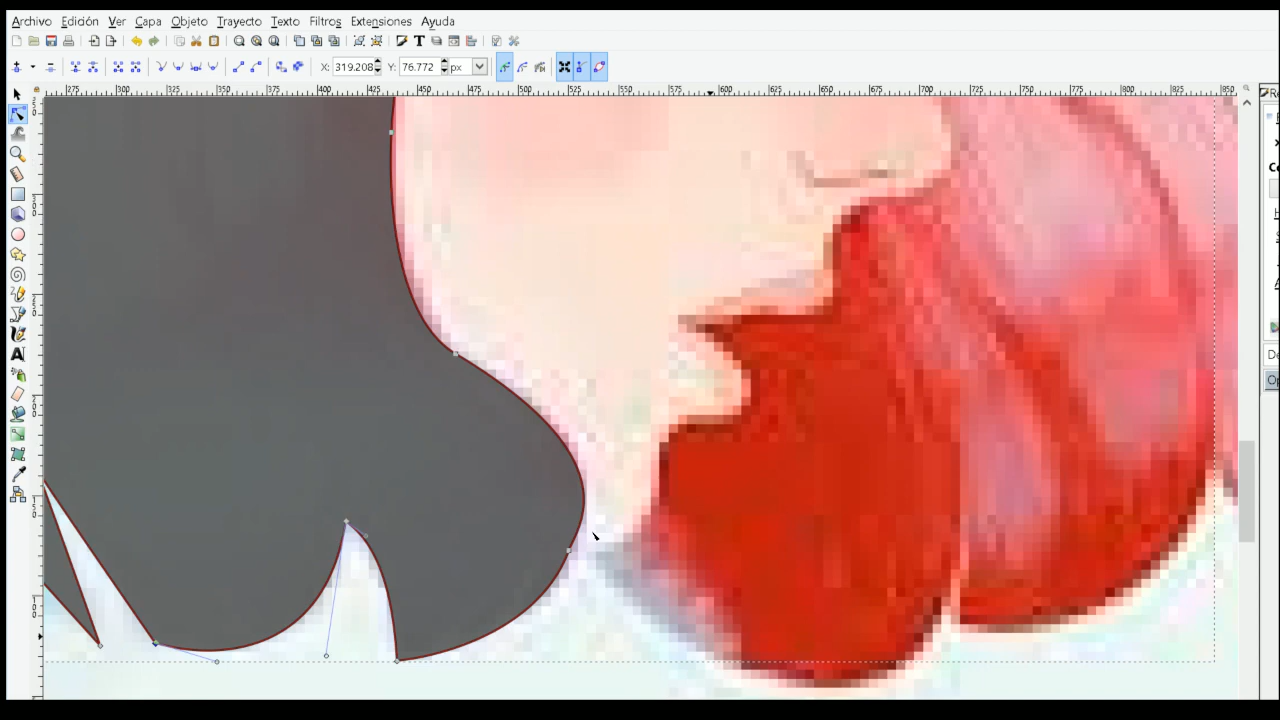 Archivo Edición Ver Capa Objeto Trayecto Texto Filtros Extensiones Ayuda
X: 319.208 Y: 76.772 px
275 300 325 350 375 400 425 450 475 500 525 550 575 600 625 650 675 700 725 750 775 800 825 850